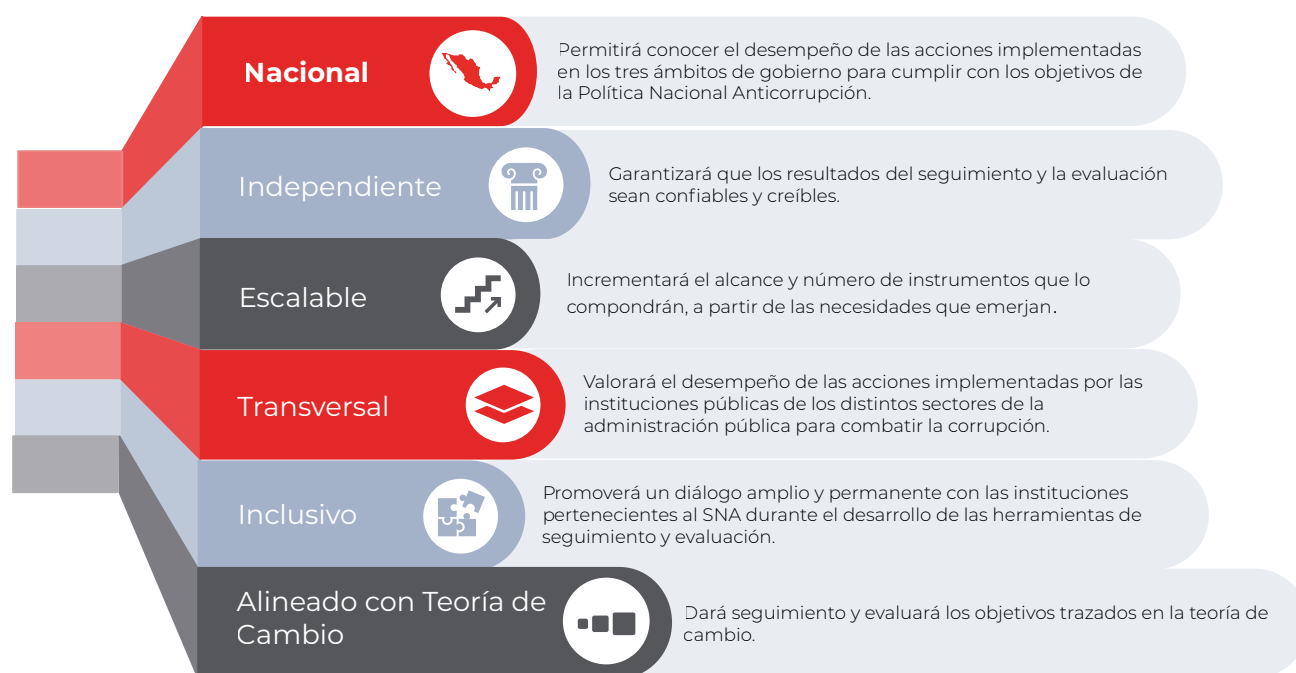 Nacional
Permitirá conocer el desempeño de las acciones implementadas
en los tres ámbitos de gobierno para cumplir con los objetivos de
la Política Nacional Anticorrupción.
Independiente
Garantizará que los resultados del seguimiento y la evaluación
sean confiables y creíbles.
Escalable
Incrementará el alcance y número de instrumentos que lo
compondrán, a partir de las necesidades que emerjan.
Transversal
Valorará el desempeño de las acciones implementadas por las
instituciones públicas de los distintos sectores de la
administración pública para combatir la corrupción.
Inclusivo
Promoverá un diálogo amplio y permanente con las instituciones
pertenecientes al SNA durante el desarrollo de las herramientas de
seguimiento y evaluación.
Alineado con Teoría de
Cambio
Dará seguimiento y evaluará los objetivos trazados en la teoría de
cambio.